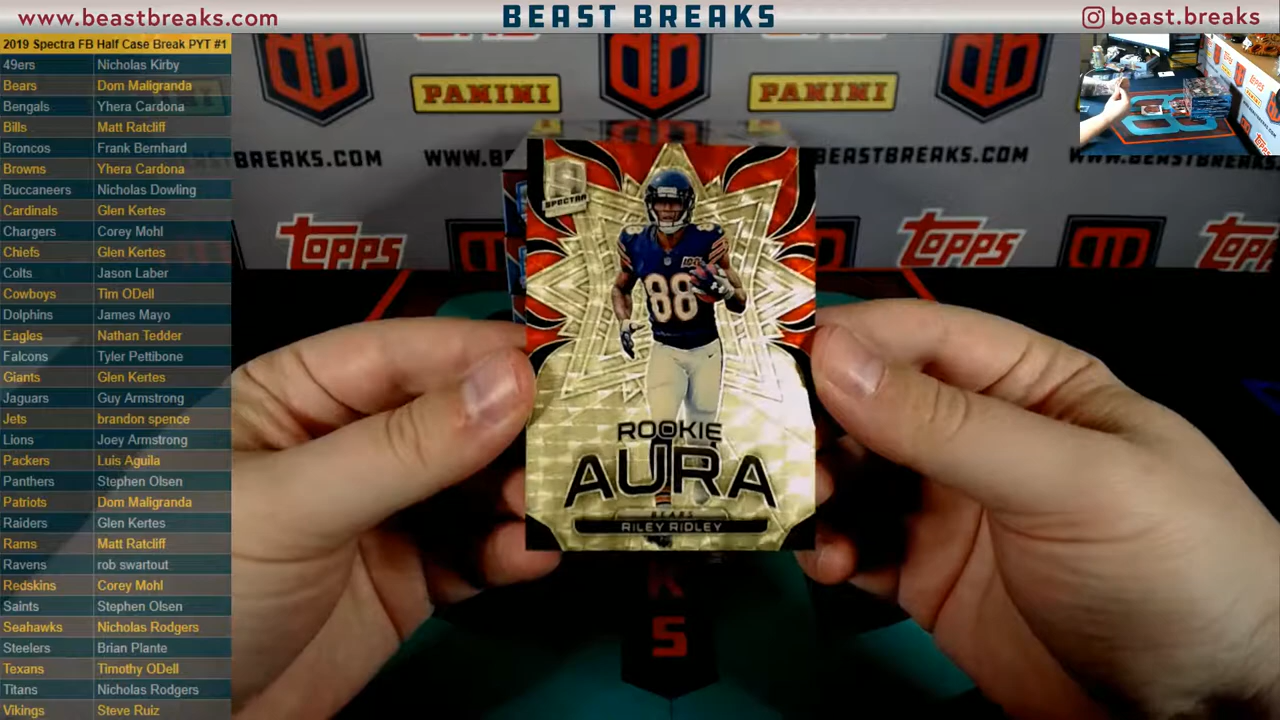 www.beastbreaks.com
BEAST BREAKS
beast.breaks
2019 Spectra FB Half Case Break PYT #1
49ers Nicholas Kirby
Bears Dom Maligranda
Bengals Yhera Cardona
Bills Matt Ratcliff
Broncos Frank Bernhard
Browns Yhera Cardona
Buccaneers Nicholas Dowling
Cardinals Glen Kertes
Chargers Corey Mohl
Chiefs Glen Kertes
Colts Jason Laber
Cowboys Tim ODell
Dolphins James Mayo
Eagles Nathan Tedder
Falcons Tyler Pettibone
Giants Glen Kertes
Jaguars Guy Armstrong
Jets brandon spence
Lions Joey Armstrong
Packers Luis Aguila
Panthers Stephen Olsen
Patriots Dom Maligranda
Raiders Glen Kertes
Rams Matt Ratcliff
Ravens rob swartout
Redskins Corey Mohl
Saints Stephen Olsen
Seahawks Nicholas Rodgers
Steelers Brian Plante
Texans Timothy ODell
Titans Nicholas Rodgers
Vikings Steve Ruiz
PANINI
PANINI
BREAKS.COM
WWW.
BEASTBREAKS.COM
WWW.BEASTBREAKS
topps
topps
topps
SPECTRA
88
88
100
ROOKIE
AURA
BEARS
RILEY RIDLEY
K
S